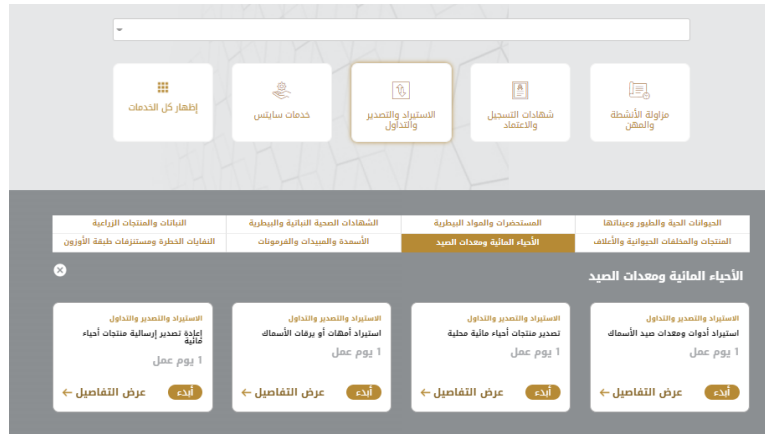 مزاولة الأنشطة
والمهن
شهادات التسجيل
والاعتماد
الاستيراد والتصدير
والتداول
خدمات سايتس
إظهار كل الخدمات
الحيوانات الحية والطيور وعيناتها
المستحضرات والمواد البيطرية
الشهادات الصحية النباتية والبيطرية
النباتات والمنتجات الزراعية
المنتجات والمخلفات الحيوانية والأعلاف
الأحياء المائية ومعدات الصيد
الأسمدة والمبيدات والفرمونات
النفايات الخطرة ومستنزفات طبقة الأوزون
الأحياء المائية ومعدات الصيد
الاستيراد والتصدير والتداول
استيراد أدوات ومعدات صيد الأسماك
1 يوم عمل
أبدء
عرض التفاصيل
الاستيراد والتصدير والتداول
تصدير منتجات أحياء مائية محلية
1 يوم عمل
أبدء
عرض التفاصيل
الاستيراد والتصدير والتداول
استيراد أمهات أو يرقات الأسماك
1 يوم عمل
أبدء
عرض التفاصيل
الاستيراد والتصدير والتداول
إعادة تصدير إرسالية منتجات أحياء
مائية
1 يوم عمل
أبدء
عرض التفاصيل